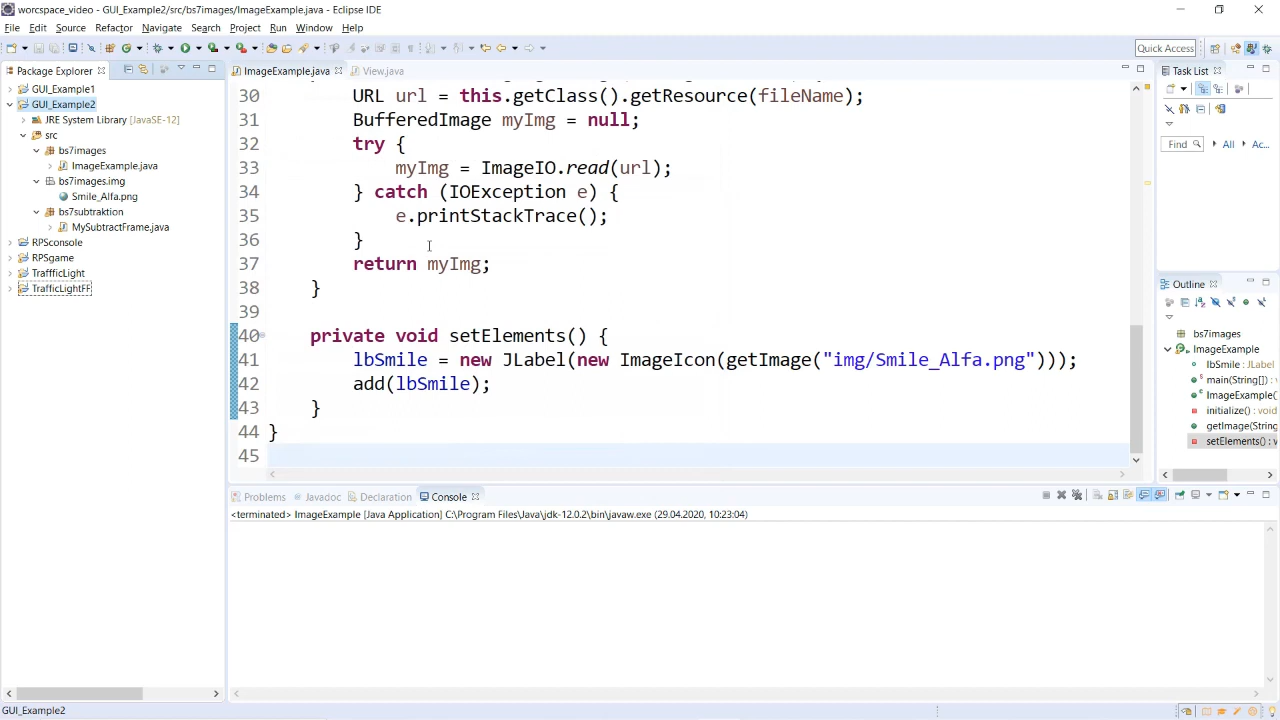 worcspace_video - GUI_Example2/src/bs7images/ImageExample.java - Eclipse IDE
File Edit Source Refactor Navigate Search Project Run Window Help
Quick Access
Package Explorer
GUI_Example1
GUI_Example2
JRE System Library [JavaSE-12]
src
bs7images
ImageExample.java
bs7images.img
Smile_Alfa.png
bs7subtraktion
MySubtractFrame.java
RPSconsole
RPSgame
TraffficLight
TrafficLightFF
ImageExample.java View.java
30 URL url = this.getClass().getResource(fileName);
31 BufferedImage myImg = null;
32 try {
33 myImg = ImageIO.read(url);
34 } catch (IOException e) {
35 e.printStackTrace();
36 }
37 return myImg;
38 }
39
40 private void setElements() {
41 lbSmile = new JLabel(new ImageIcon(getImage("img/Smile_Alfa.png")));
42 add(lbSmile);
43 }
44 }
45
Task List
Find All Ac...
Outline
bs7images
ImageExample
lbSmile : JLabel
main(String[]) :
ImageExample(
initialize() : void
getImage(String
setElements() : v
Problems Javadoc Declaration Console
<terminated> ImageExample [Java Application] C:\Program Files\Java\jdk-12.0.2\bin\javaw.exe (29.04.2020, 10:23:04)
GUI_Example2